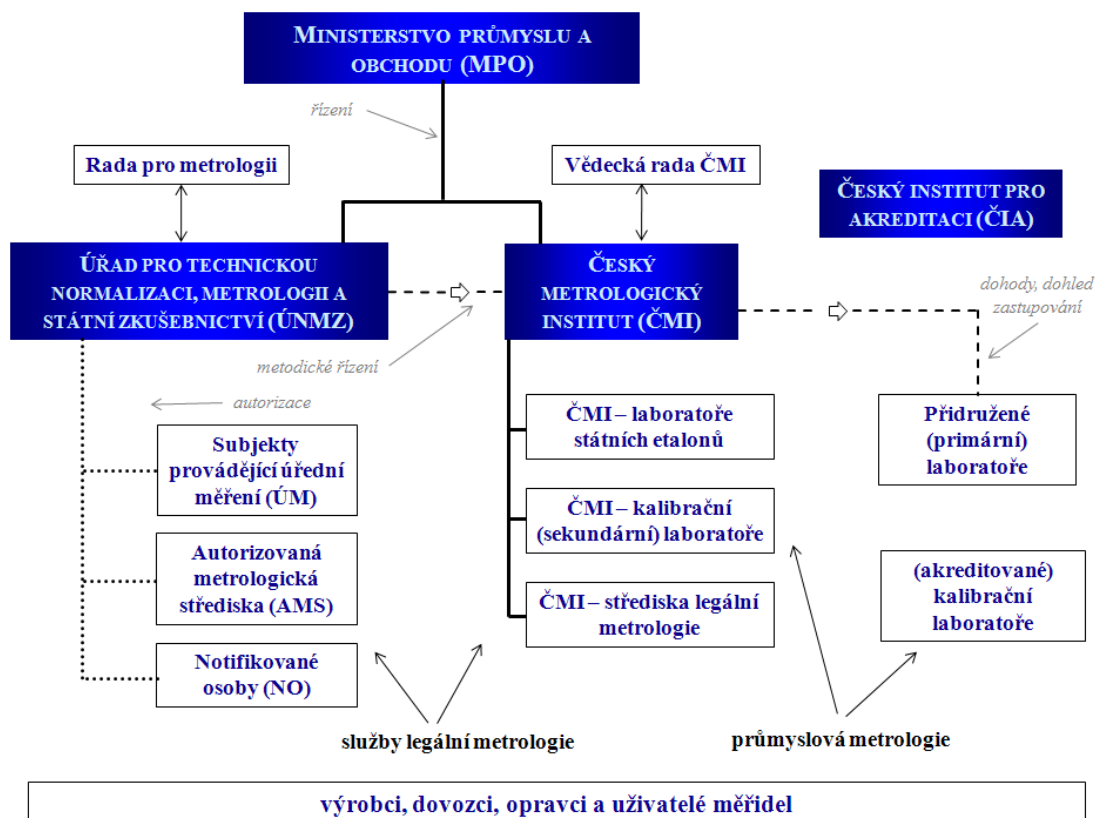 MINISTERSTVO PRŮMYSLU A
OBCHODU (MPO)
řízení
Rada pro metrologii
Vědecká rada ČMI
ČESKÝ INSTITUT PRO
AKREDITACI (ČIA)
ÚŘAD PRO TECHNICKOU
NORMALIZACI, METROLOGII A
STÁTNÍ ZKUŠEBNICTVÍ (ÚNMZ)
ČESKÝ
METROLOGICKÝ
INSTITUT (ČMI)
dohody, dohled
zastupování
metodické řízení
autorizace
Subjekty
provádějící úřední
měření (ÚM)
Autorizovaná
metrologická
střediska (AMS)
Notifikované
osoby (NO)
ČMI – laboratoře
státních etalonů
ČMI – kalibrační
(sekundární) laboratoře
ČMI – střediska legální
metrologie
Přidružené
(primární)
laboratoře
(akreditované)
kalibrační
laboratoře
služby legální metrologie
průmyslová metrologie
výrobci, dovozci, opravci a uživatelé měřidel